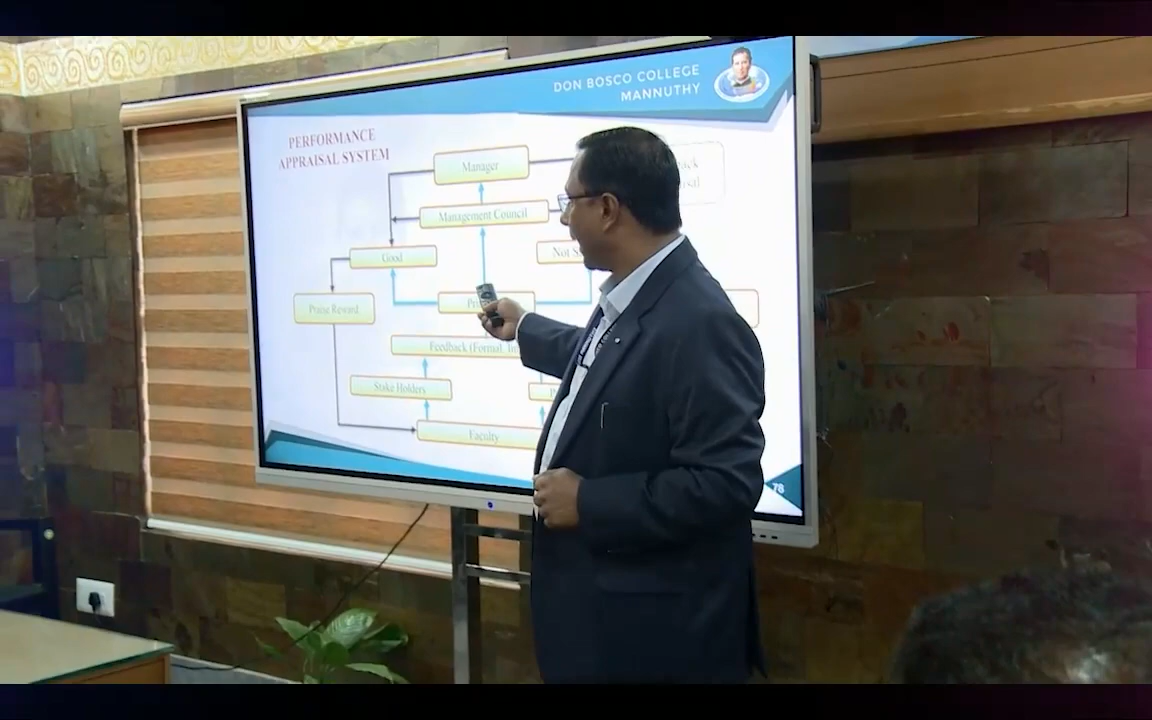 DON BOSCO COLLEGE
MANNUTHY
PERFORMANCE
APPRAISAL SYSTEM
Manager
Management Council
Good
Not
Praise Reward
Feedback (Formal,
Stake Holders
Faculty
78